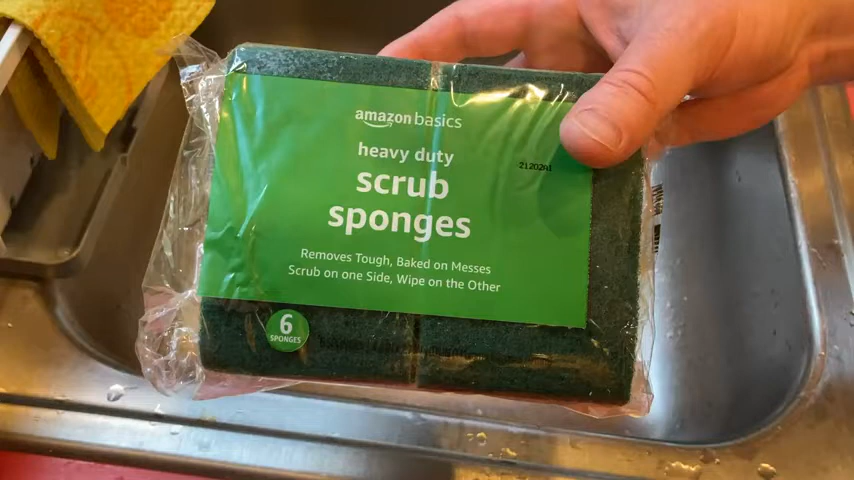 amazon basics
heavy duty
scrub
sponges
2120281
Removes Tough, Baked on Messes
Scrub on one Side, Wipe on the Other
6
SPONGES